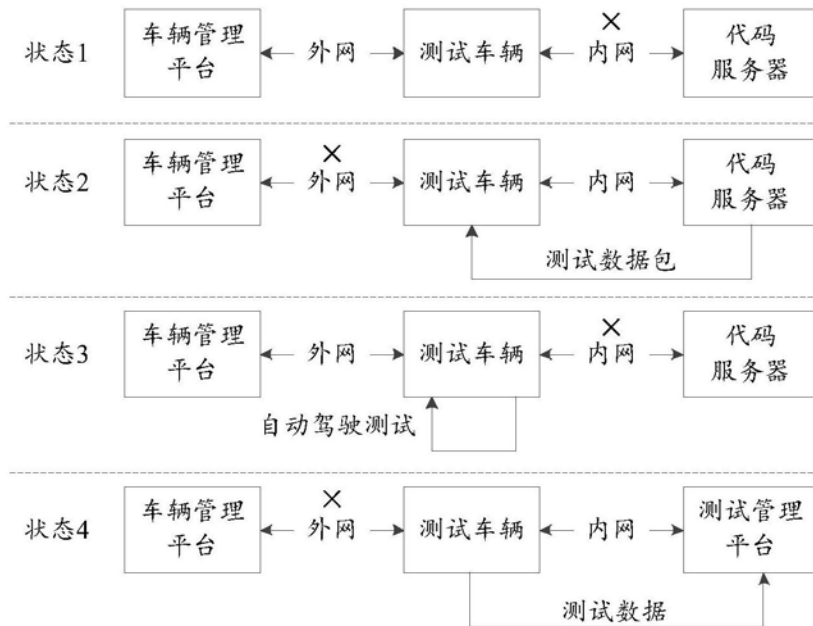 状态1
车辆管理
平台
外网
测试车辆
内网
代码
服务器
状态2
车辆管理
平台
外网
测试车辆
内网
代码
服务器
测试数据包
状态3
车辆管理
平台
外网
测试车辆
内网
代码
服务器
自动驾驶测试
状态4
车辆管理
平台
外网
测试车辆
内网
测试管理
平台
测试数据